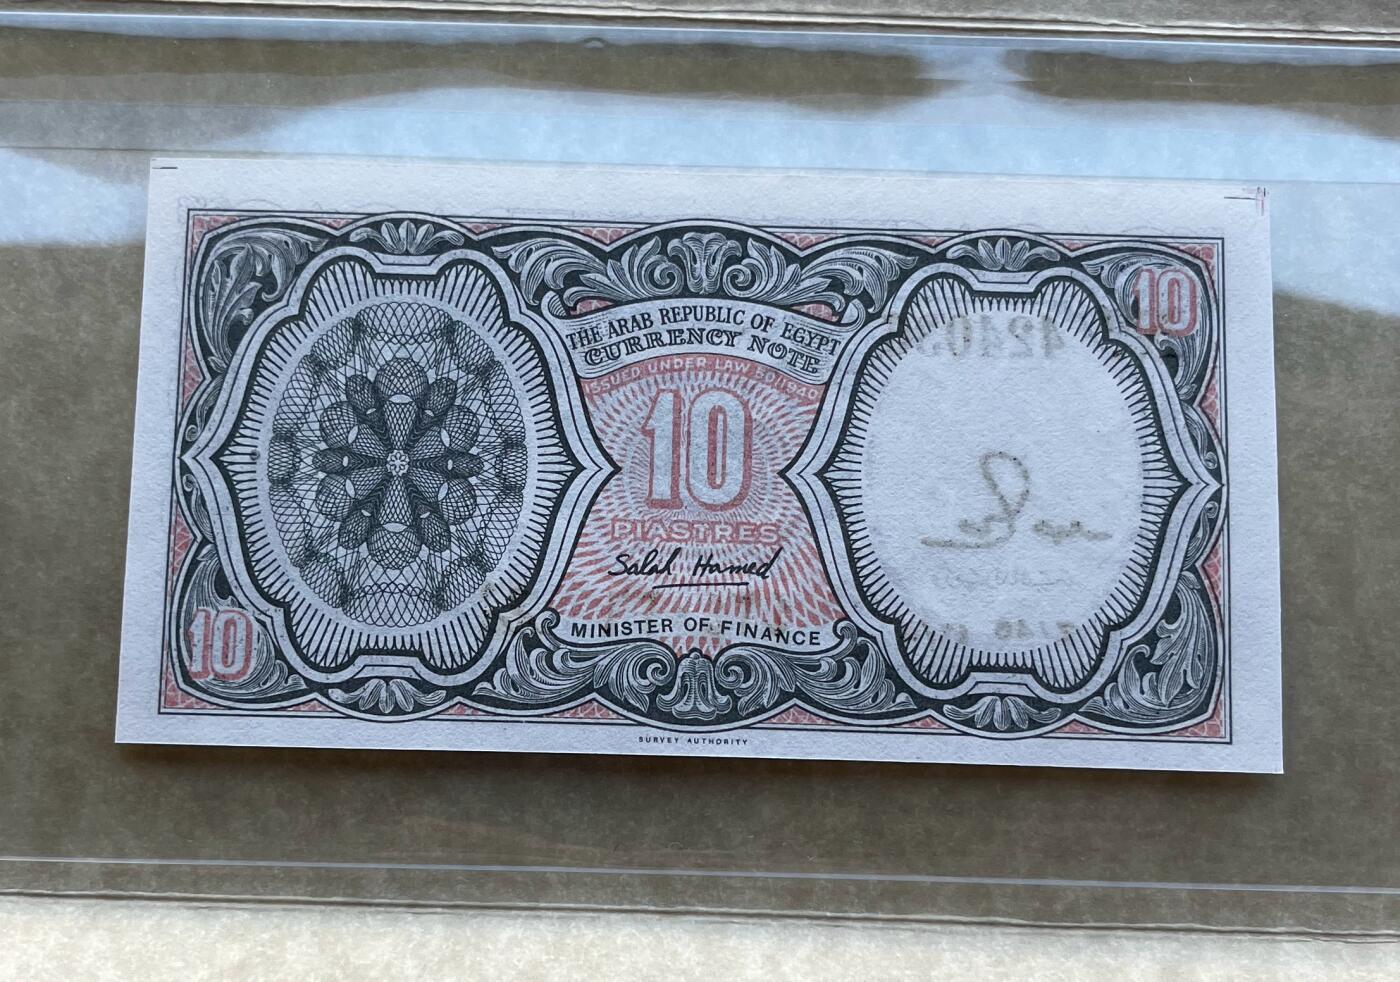 10
THE ARAB REPUBLIC OF EGYPT
CURRENCY NOTE
ISSUED UNDER LAW 50/1940
10
PIASTRES
Salah Hamed
MINISTER OF FINANCE
10
SURVEY AUTHORITY